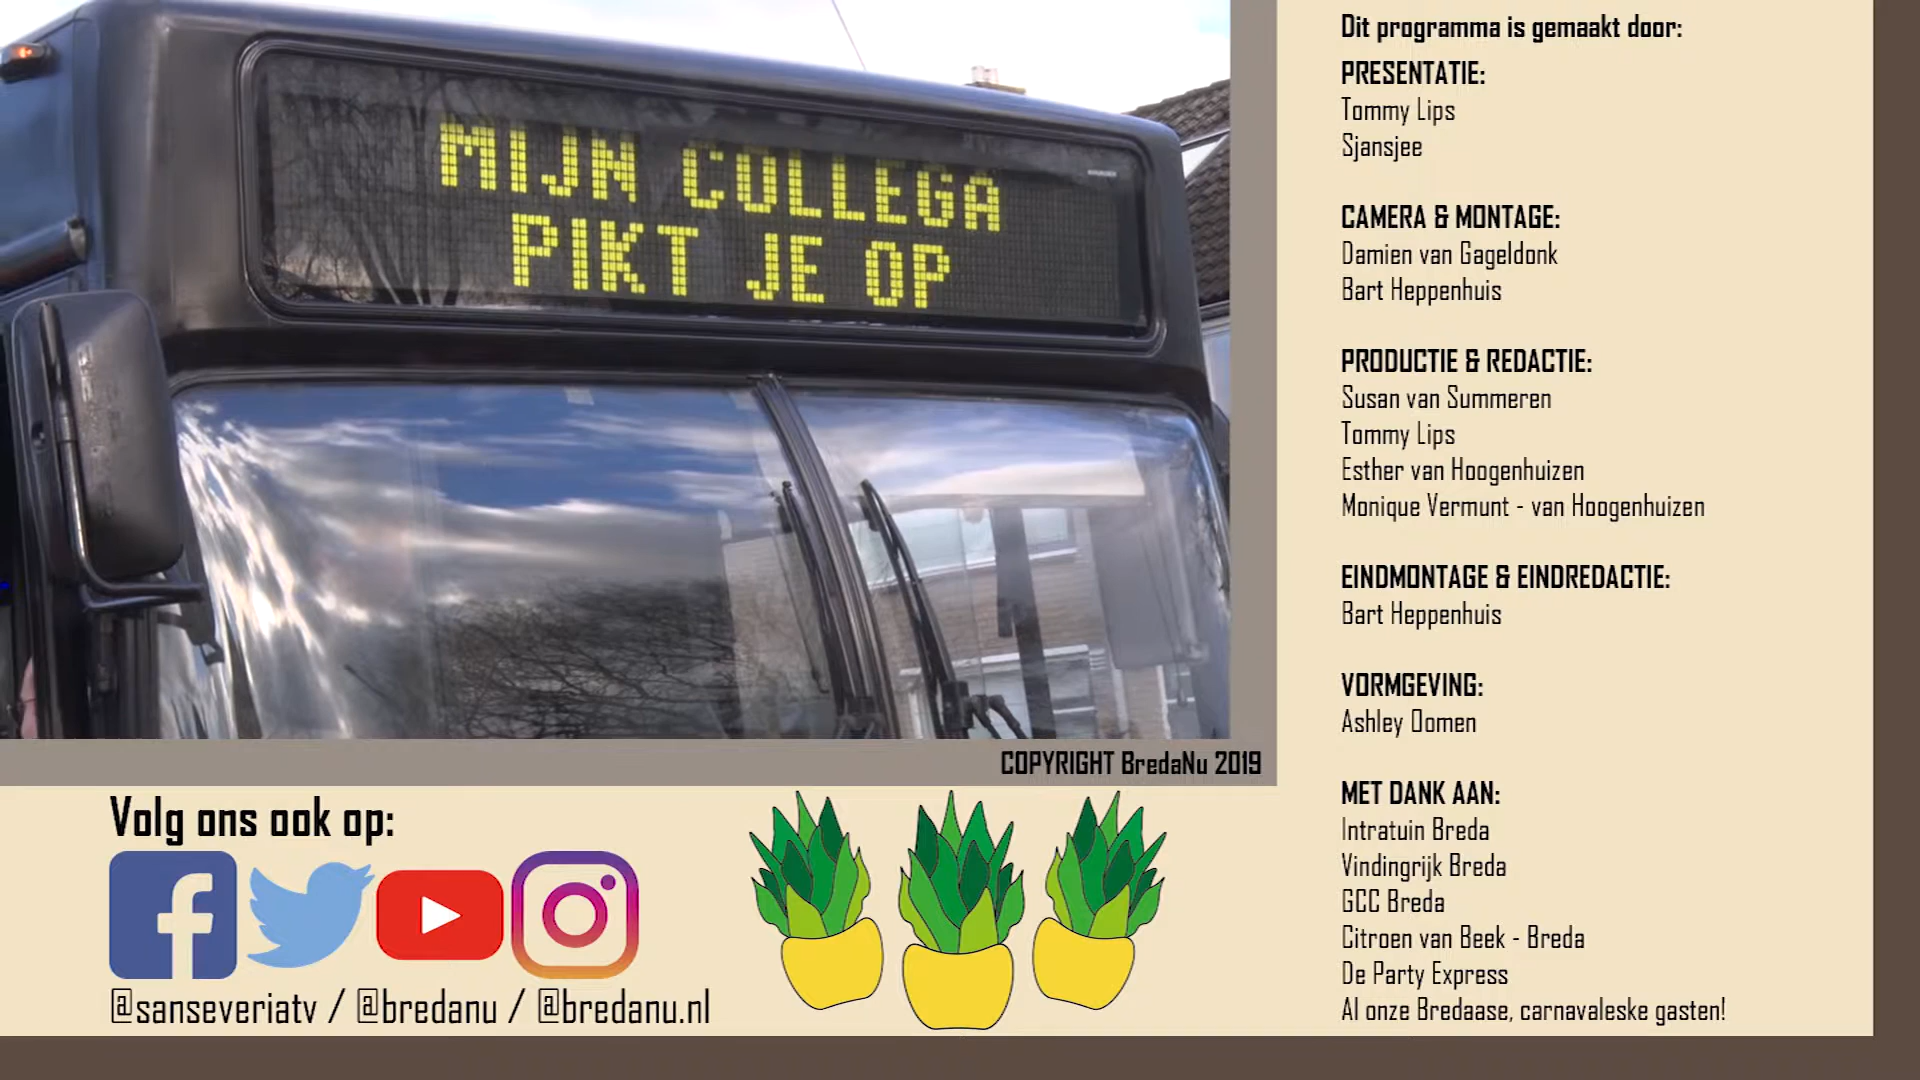 MIJN COLLEGA
PIKT JE OP
COPYRIGHT BredaNu 2019
Volg ons ook op:
@sanseveriatv / @bredanu / @bredanu.nl
Dit programma is gemaakt door:
PRESENTATIE:
Tommy Lips
Sjansjee
CAMERA & MONTAGE:
Damien van Gageldonk
Bart Heppenhuis
PRODUCTIE & REDACTIE:
Susan van Summeren
Tommy Lips
Esther van Hoogenhuizen
Monique Vermunt - van Hoogenhuizen
EINDMONTAGE & EINDREDACTIE:
Bart Heppenhuis
VORMGEVING:
Ashley Oomen
MET DANK AAN:
Intratuin Breda
Vindingrijk Breda
GCC Breda
Citroen van Beek - Breda
De Party Express
Al onze Bredaase, carnavaleske gasten!